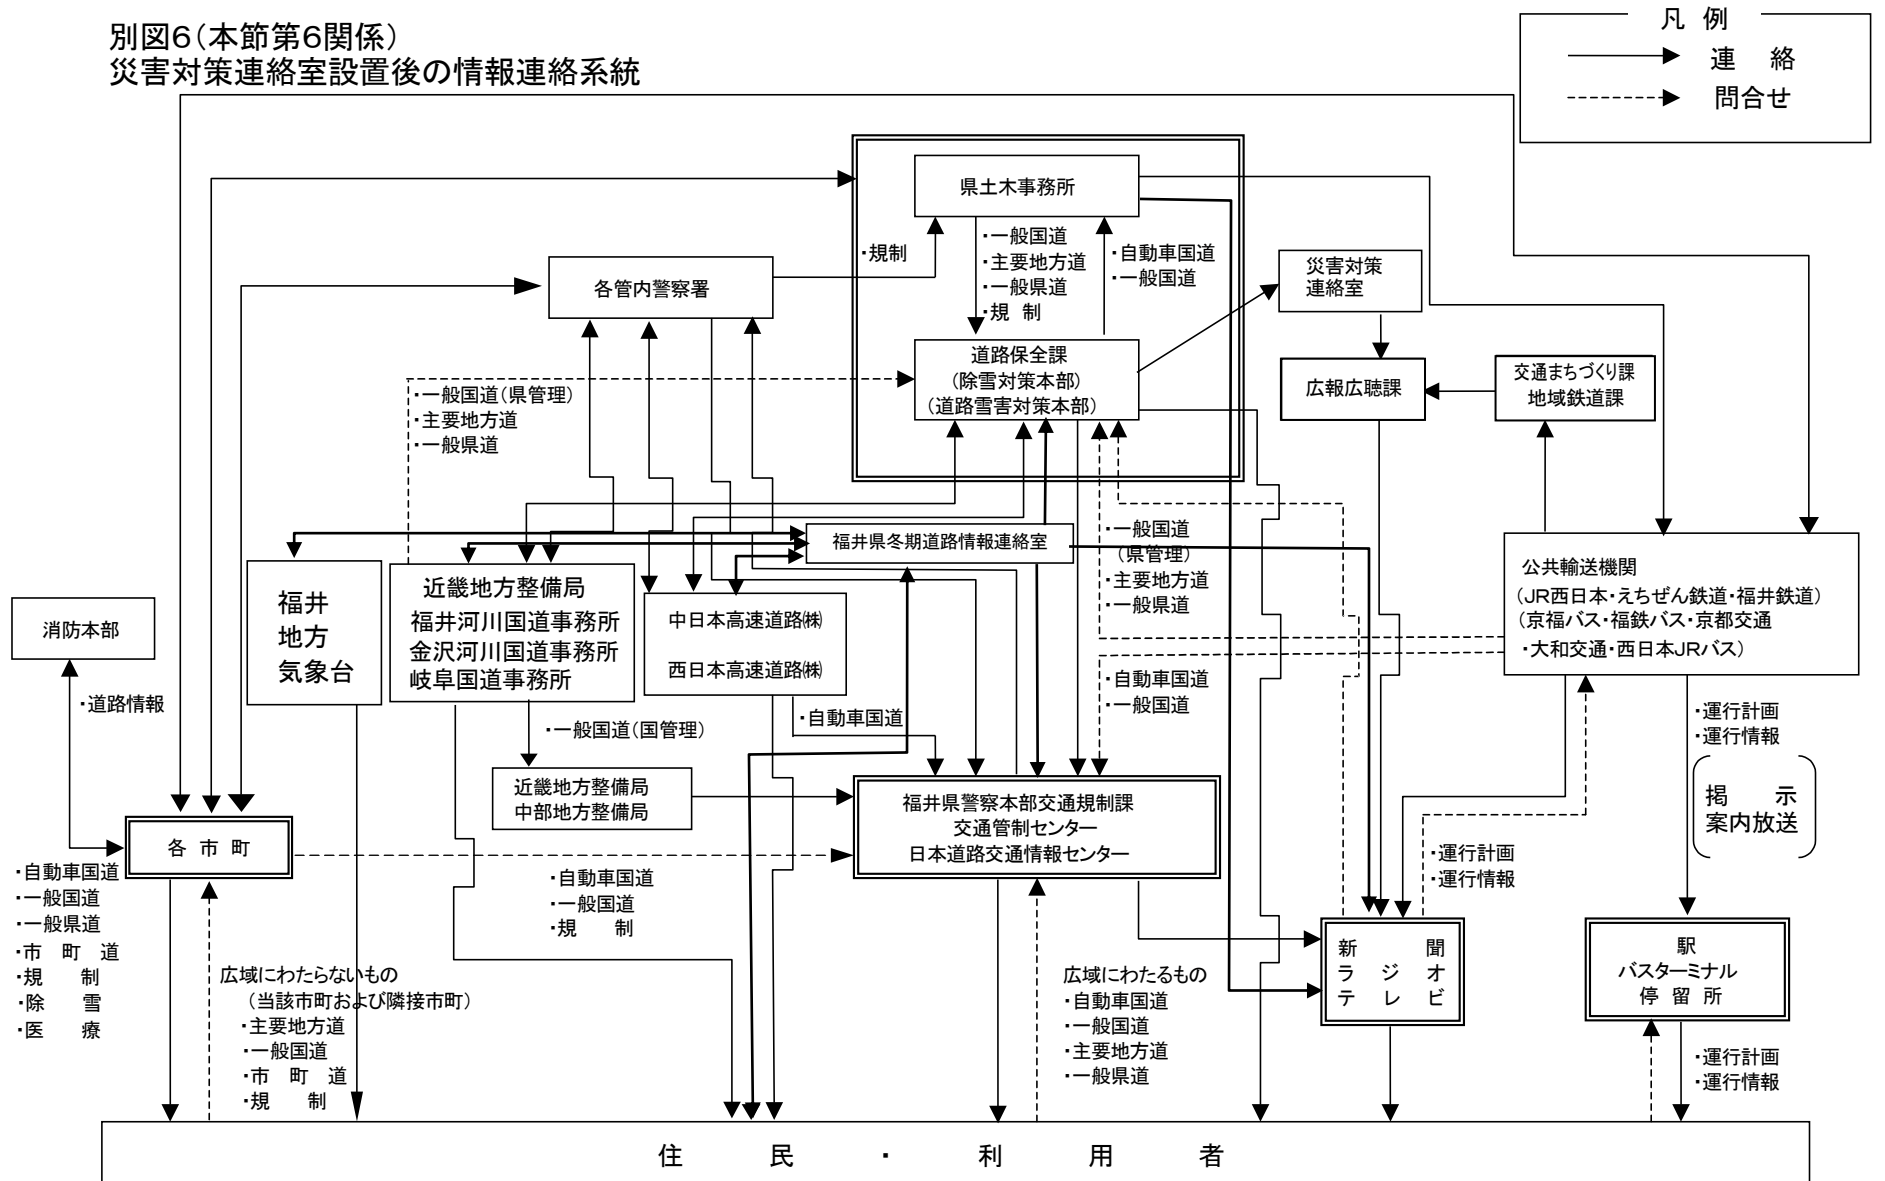 別図6(本節第6関係)
災害対策連絡室設置後の情報連絡系統
凡 例
連 絡
問合せ
県土木事務所
・規制
・一般国道
・主要地方道
・一般県道
・規 制
・自動車国道
・一般国道
各管内警察署
災害対策
連絡室
道路保全課
(除雪対策本部)
(道路雪害対策本部)
広報広聴課
交通まちづくり課
地域鉄道課
・一般国道(県管理)
・主要地方道
・一般県道
福井県冬期道路情報連絡室
・一般国道
(県管理)
・主要地方道
・一般県道
公共輸送機関
(JR西日本・えちぜん鉄道・福井鉄道)
(京福バス・福鉄バス・京都交通
・大和交通・西日本JRバス)
福井
地方
気象台
近畿地方整備局
福井河川国道事務所
金沢河川国道事務所
岐阜国道事務所
中日本高速道路㈱
西日本高速道路㈱
消防本部
・道路情報
・自動車国道
・一般国道
・自動車国道
・一般国道(国管理)
・運行計画
・運行情報
掲 示
案内放送
近畿地方整備局
中部地方整備局
福井県警察本部交通規制課
交通管制センター
日本道路交通情報センター
各 市 町
・自動車国道
・一般国道
・一般県道
・市 町 道
・規 制
・除 雪
・医 療
・自動車国道
・一般国道
・規 制
・運行計画
・運行情報
新 聞
ラ ジ オ
テ レ ビ
駅
バスターミナル
停 留 所
広域にわたらないもの
(当該市町および隣接市町)
・主要地方道
・一般国道
・市 町 道
・規 制
広域にわたるもの
・自動車国道
・一般国道
・主要地方道
・一般県道
・運行計画
・運行情報
住 民 ・ 利 用 者